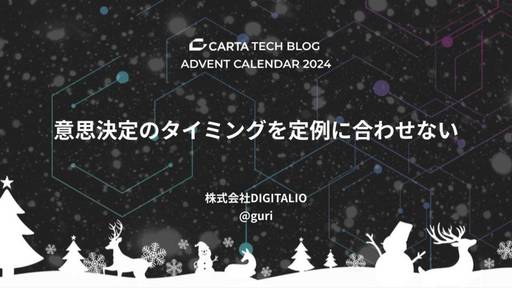 CARTA TECH BLOG
ADVENT CALENDAR 2024
意思決定のタイミングを定例に合わせない
株式会社DIGITALIO
@guri